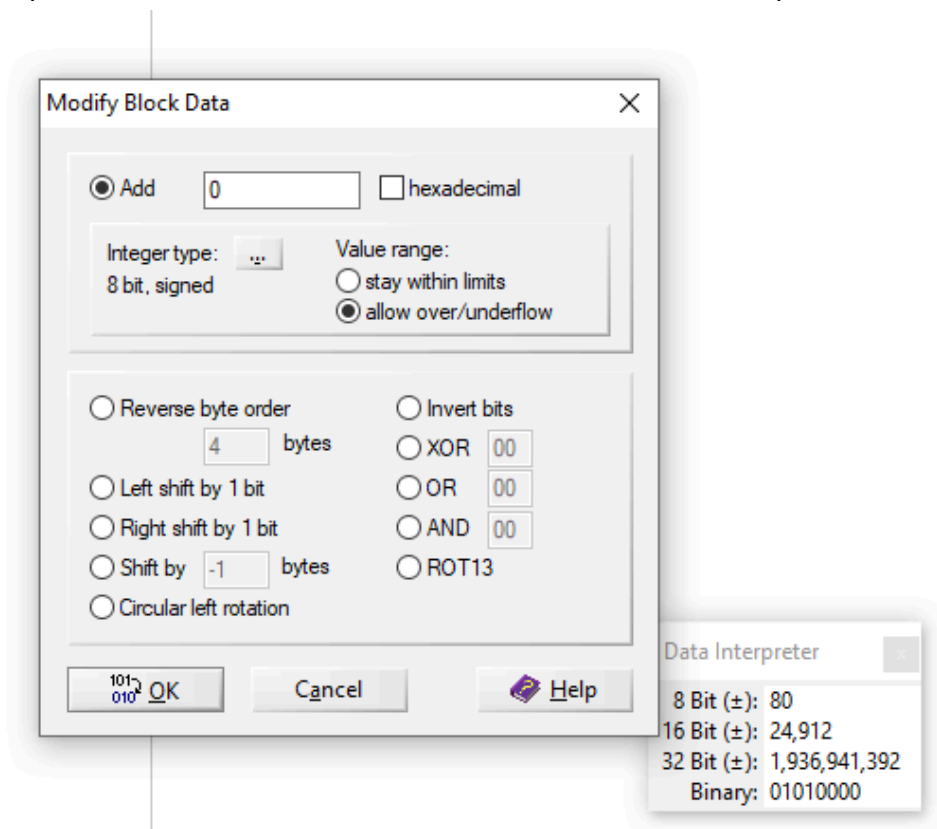 Modify Block Data
Add 0 hexadecimal
Integer type: ... Value range:
8 bit, signed stay within limits
allow over/underflow
Reverse byte order Invert bits
4 bytes XOR 00
Left shift by 1 bit OR 00
Right shift by 1 bit AND 00
Shift by -1 bytes ROT13
Circular left rotation
101 010 OK Cancel ? Help
Data Interpreter x
8 Bit (±): 80
16 Bit (±): 24,912
32 Bit (±): 1,936,941,392
Binary: 01010000